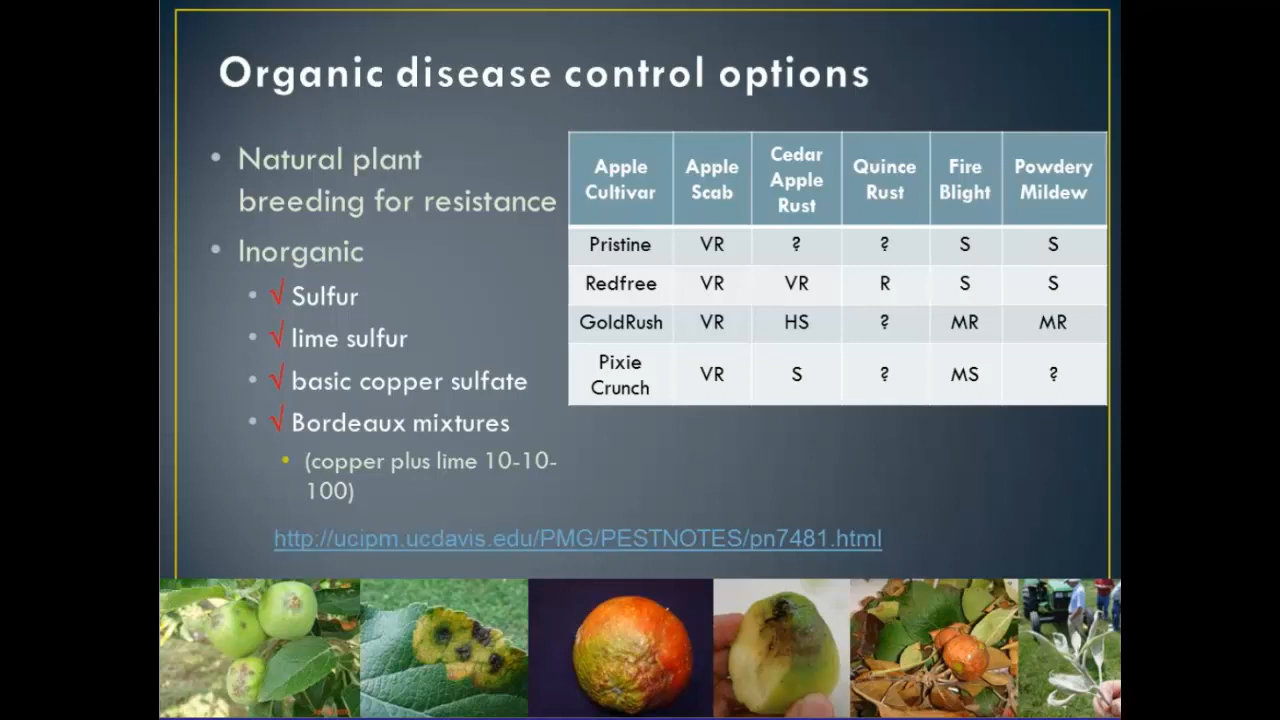 Organic disease control options
• Natural plant
breeding for resistance
• Inorganic
• √ Sulfur
• √ lime sulfur
• √ basic copper sulfate
• √ Bordeaux mixtures
• (copper plus lime 10-10-
100)
Apple Cultivar | Apple Scab | Cedar Apple Rust | Quince Rust | Fire Blight | Powdery Mildew
Pristine | VR | ? | ? | S | S
Redfree | VR | VR | R | S | S
GoldRush | VR | HS | ? | MR | MR
Pixie Crunch | VR | S | ? | MS | ?
http://ucipm.ucdavis.edu/PMG/PESTNOTES/pn7481.html